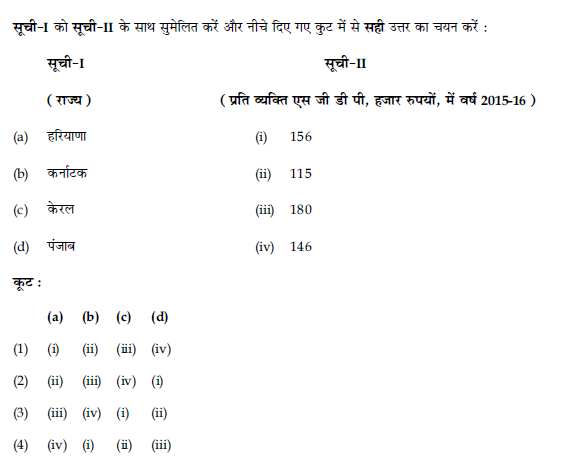 सूची-I को सूची-II के साथ सुमेलित करें और नीचे दिए गए कुट में से सही उत्तर का चयन करें :
सूची-I सूची-II
( राज्य ) ( प्रति व्यक्ति एस जी डी पी, हजार रुपयों, में वर्ष 2015-16 )
(a) हरियाणा (i) 156
(b) कर्नाटक (ii) 115
(c) केरल (iii) 180
(d) पंजाब (iv) 146
कूट :
(a) (b) (c) (d)
(1) (i) (ii) (iii) (iv)
(2) (ii) (iii) (iv) (i)
(3) (iii) (iv) (i) (ii)
(4) (iv) (i) (ii) (iii)